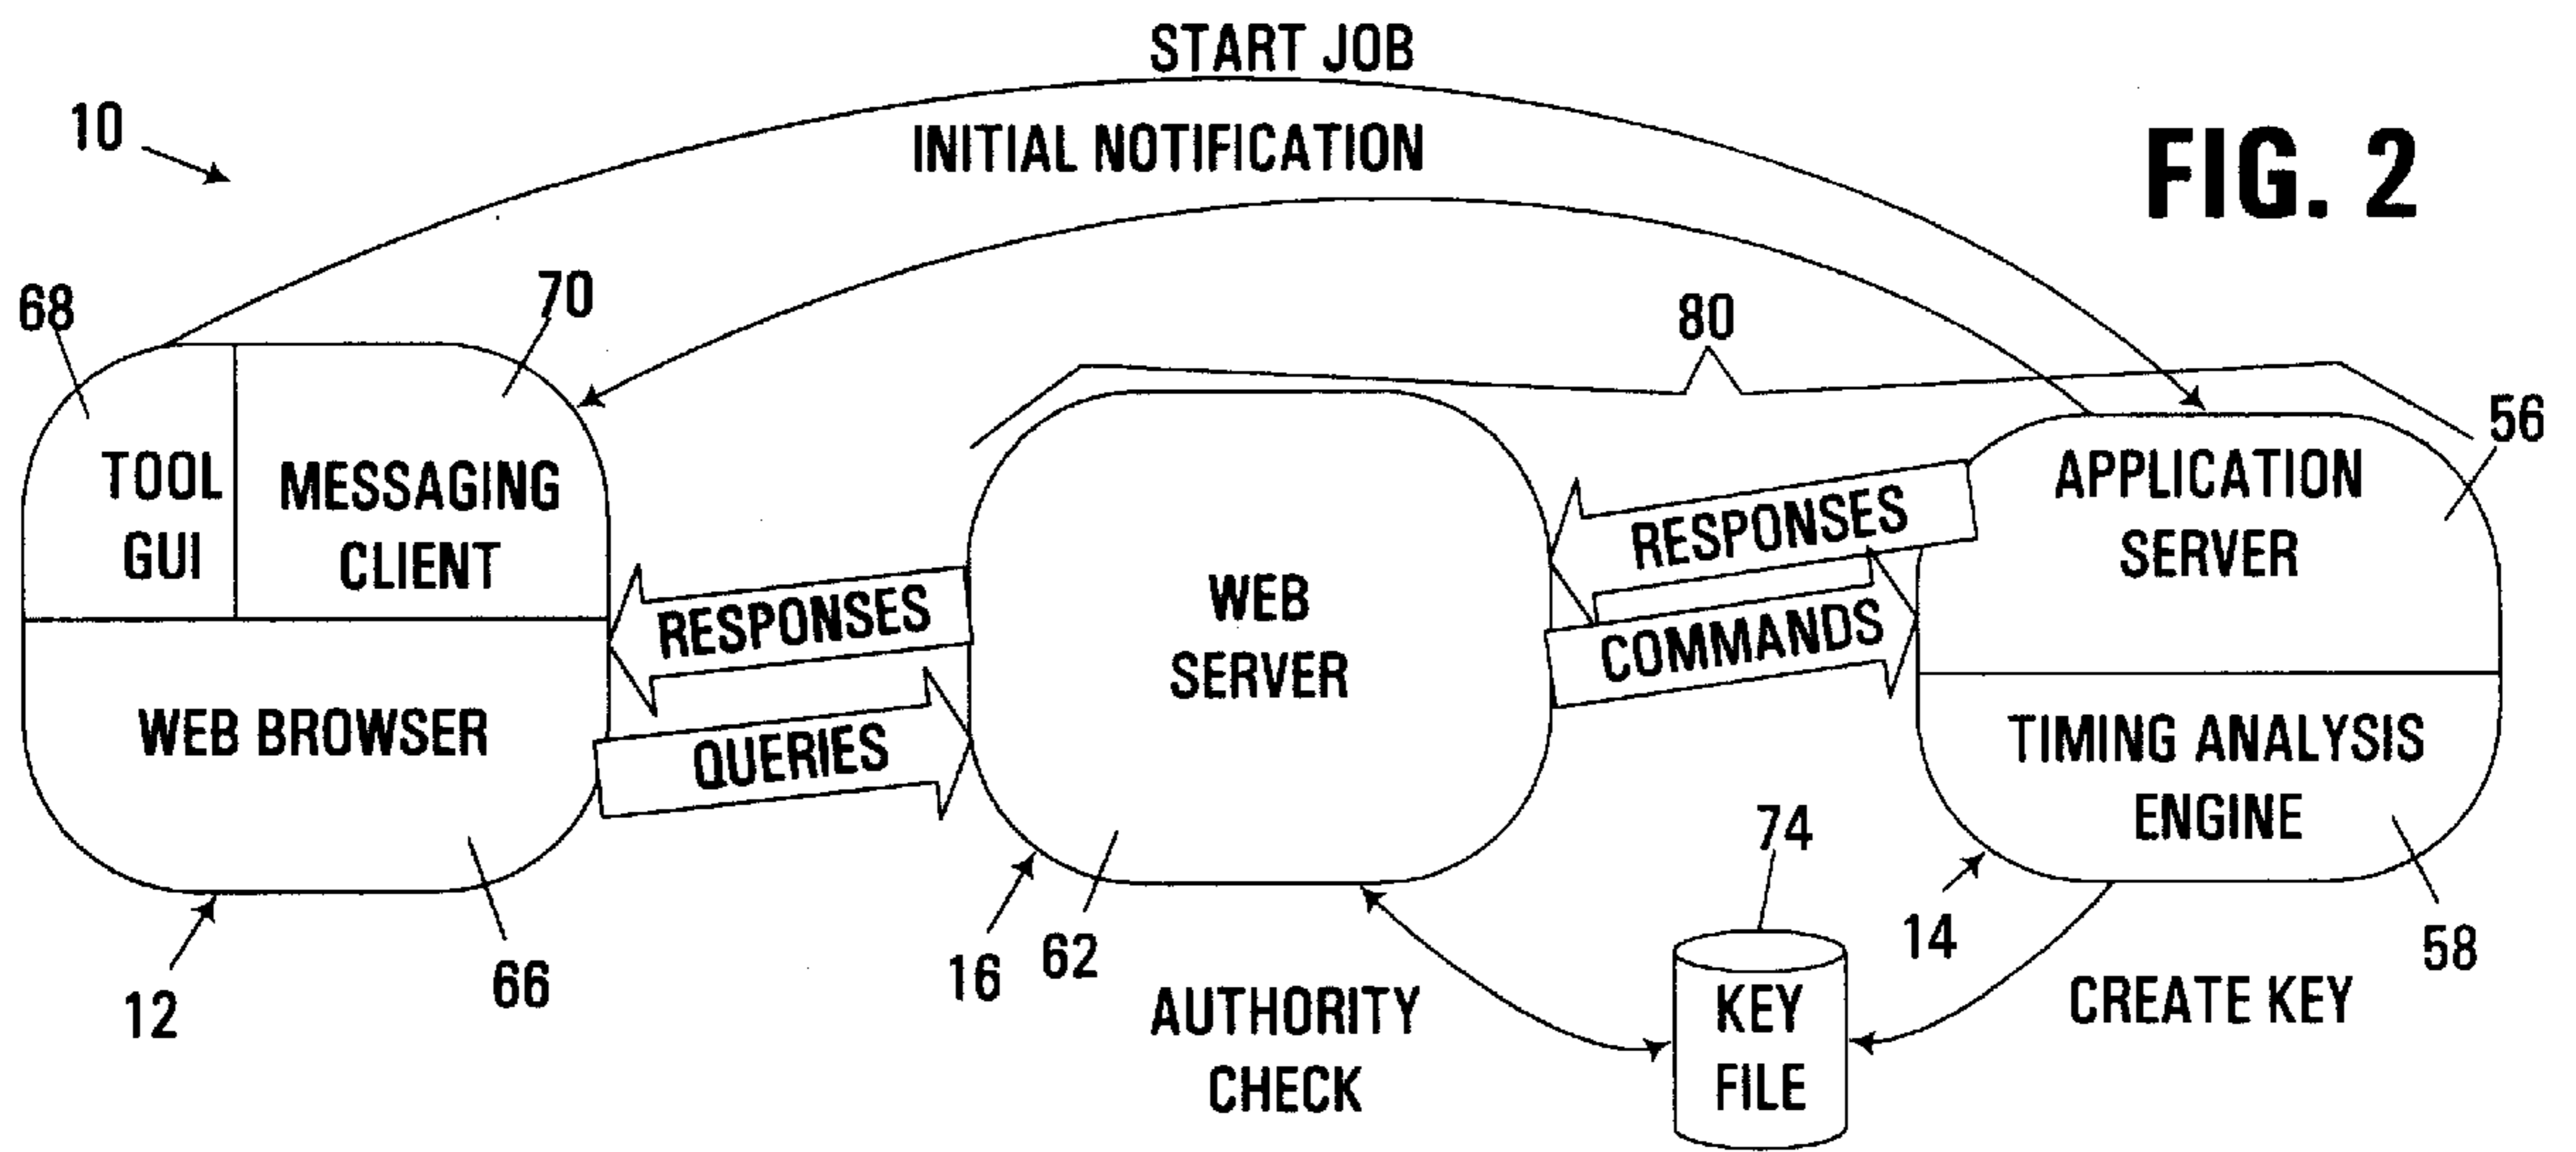 START JOB
10
INITIAL NOTIFICATION
FIG. 2
68
70
80
56
TOOL
GUI
MESSAGING
CLIENT
WEB BROWSER
RESPONSES
QUERIES
WEB
SERVER
RESPONSES
COMMANDS
APPLICATION
SERVER
TIMING ANALYSIS
ENGINE
12
66
16
62
74
14
58
AUTHORITY
CHECK
KEY
FILE
CREATE KEY